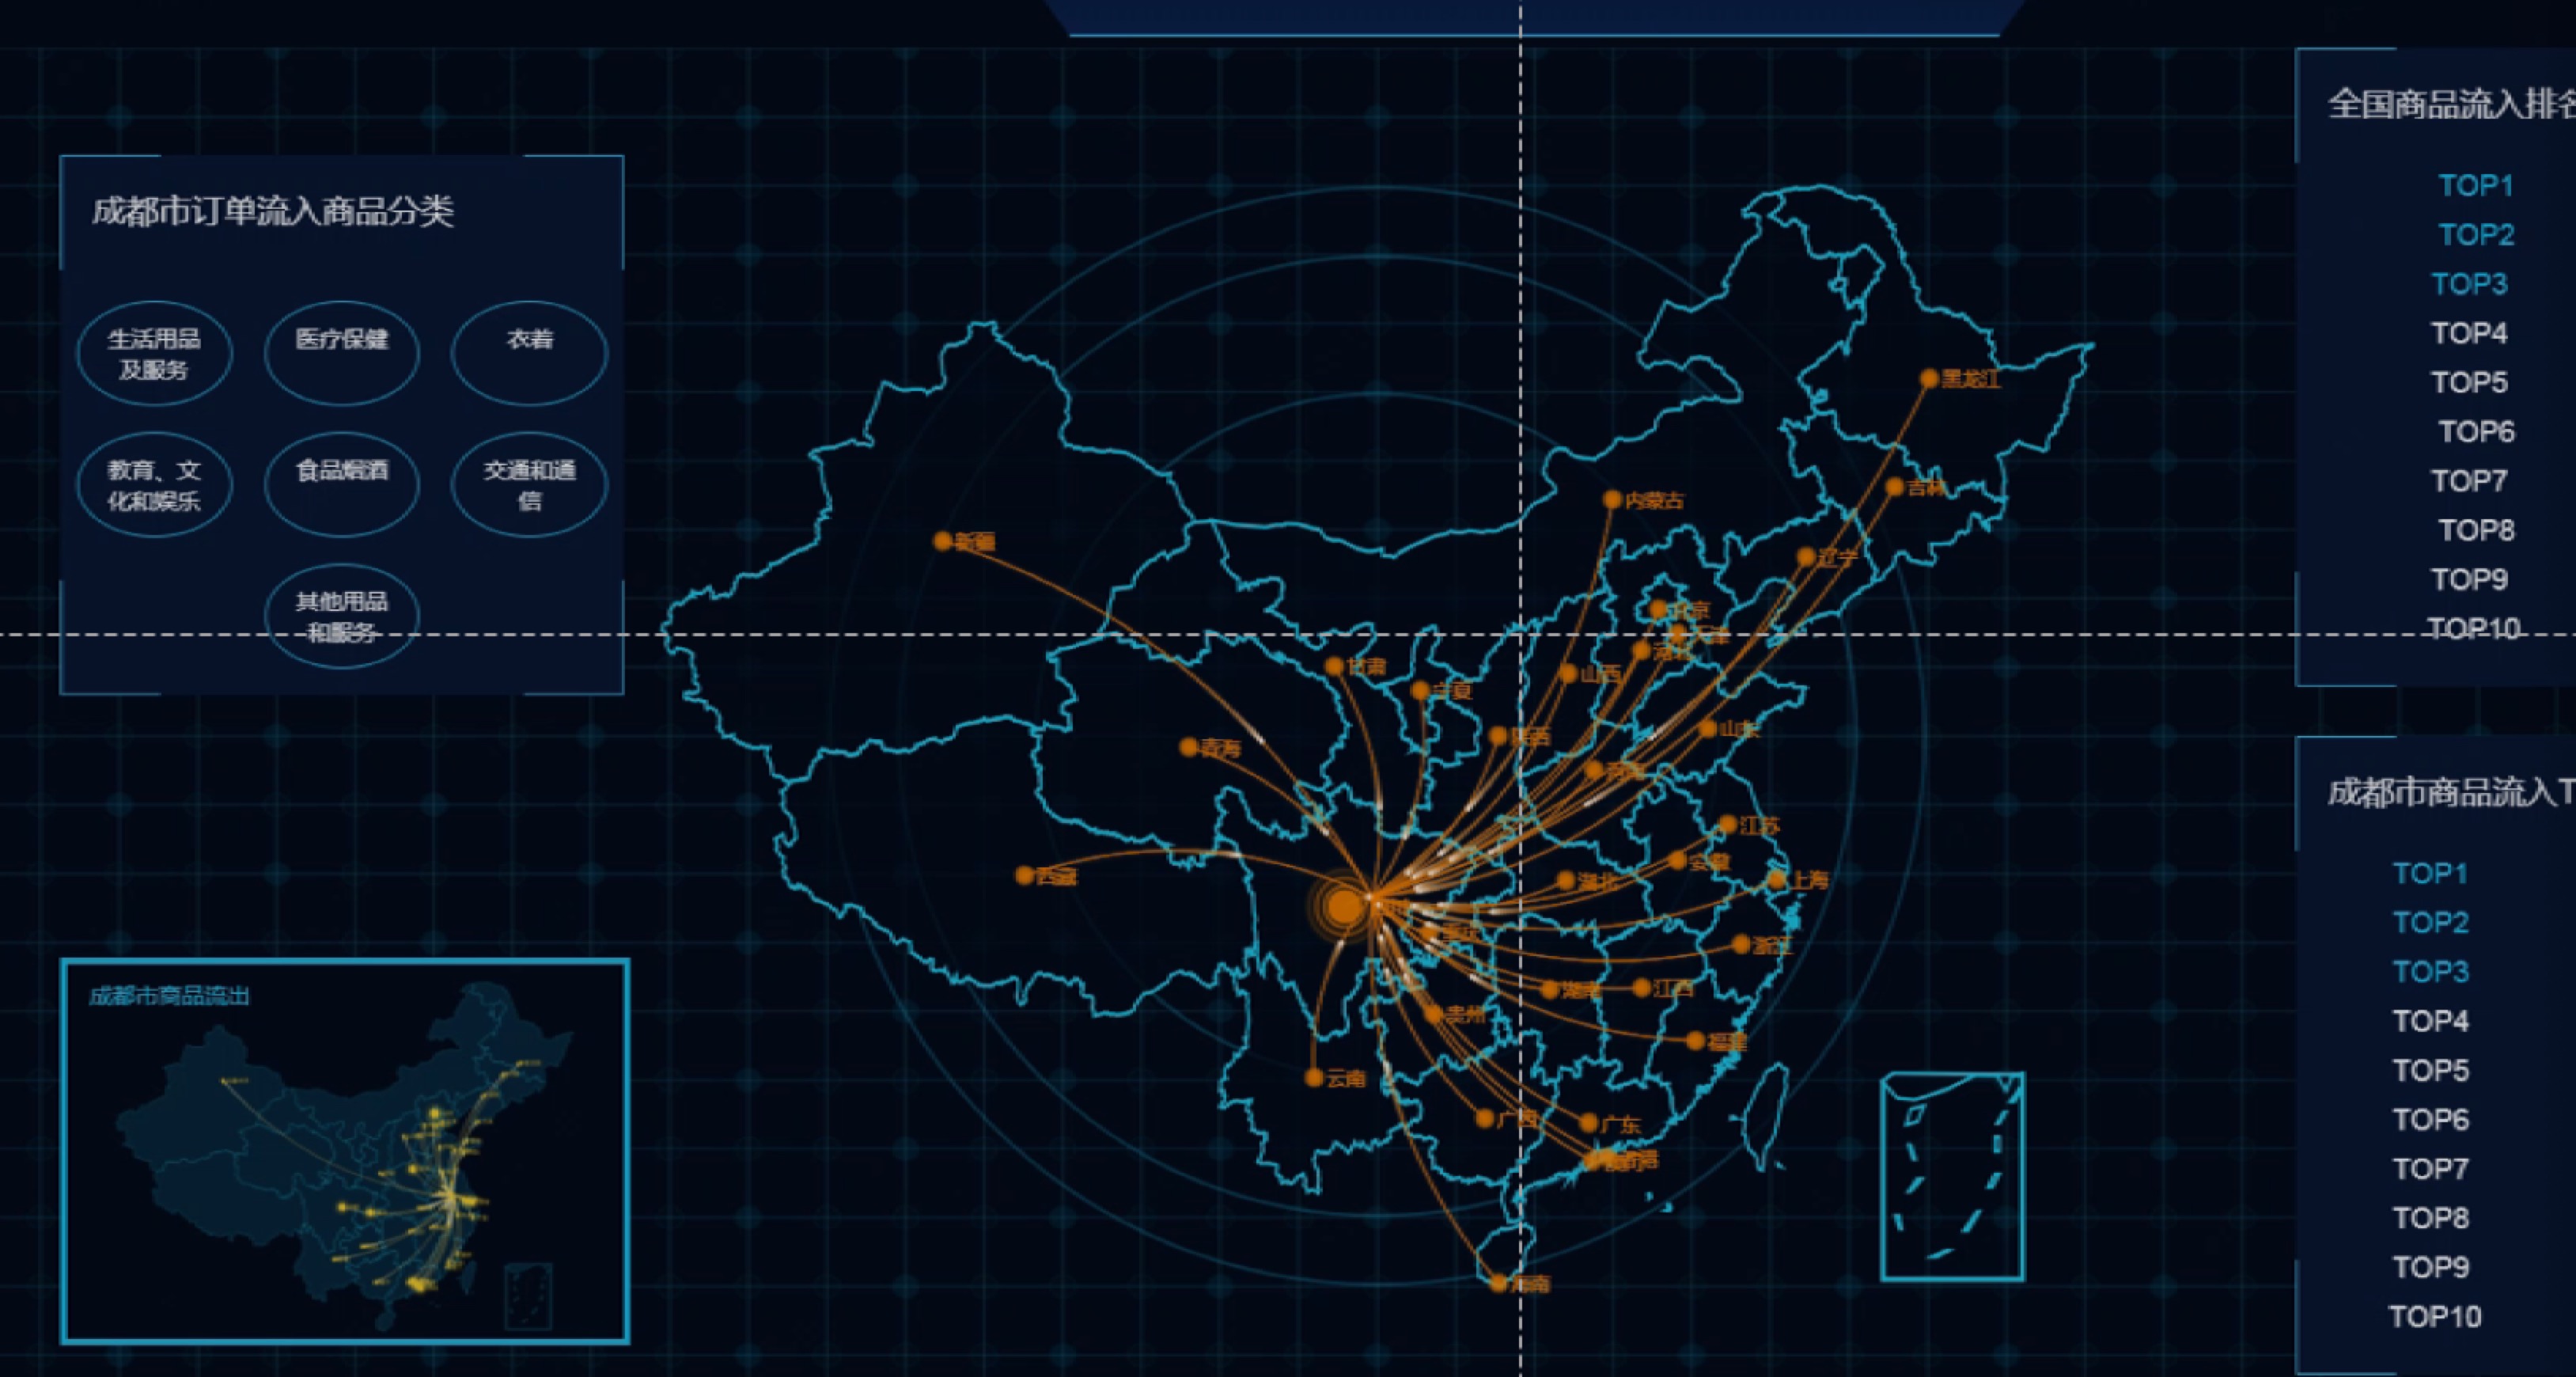 全国商品流入排名
TOP1
TOP2
TOP3
TOP4
TOP5
TOP6
TOP7
TOP8
TOP9
TOP10
成都市订单流入商品分类
生活用品
及服务
医疗保健
衣着
教育、文
化和娱乐
食品烟酒
交通和通
信
其他用品
和服务
黑龙江
吉林
内蒙古
辽宁
新疆
北京
天津
河北
甘肃
山西
宁夏
山东
陕西
青海
江苏
安徽
湖北
上海
西藏
浙江
湖南
江西
贵州
福建
云南
广西
广东
海南
成都市商品流入T
TOP1
TOP2
TOP3
TOP4
TOP5
TOP6
TOP7
TOP8
TOP9
TOP10
成都市商品流出